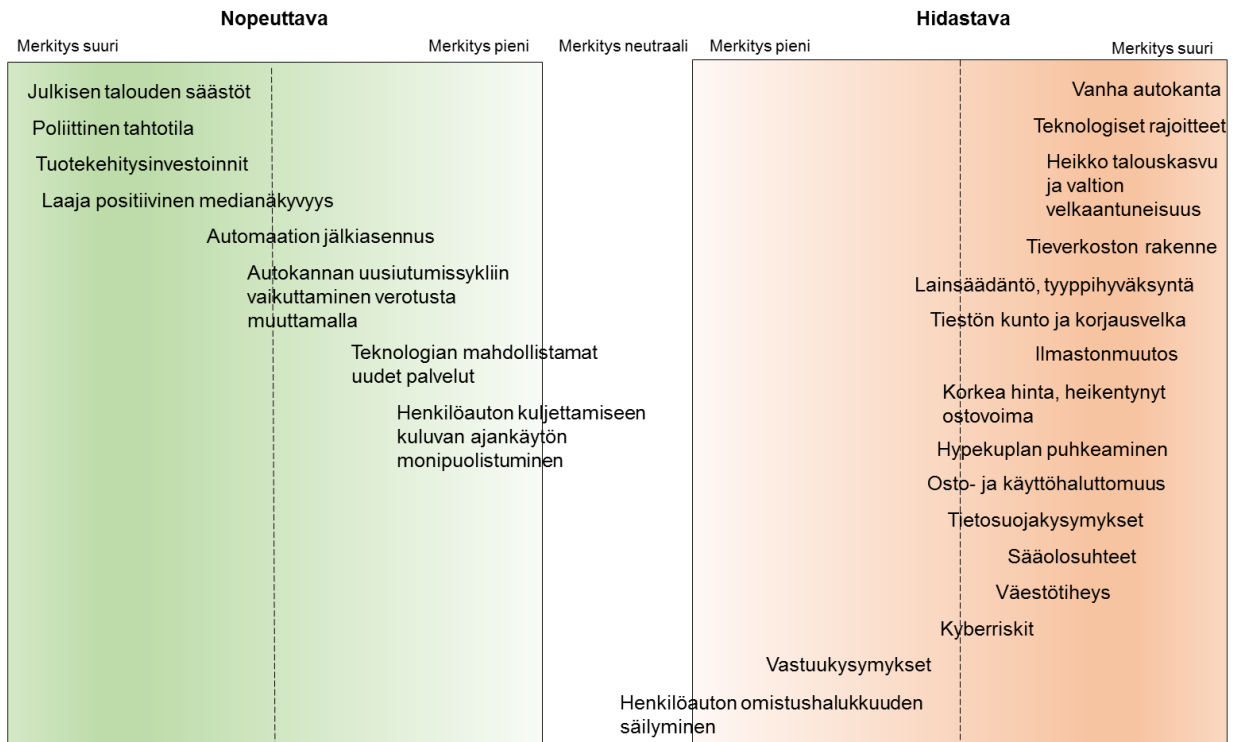 Nopeuttava
Hidastava
Merkitys suuri
Merkitys pieni
Merkitys neutraali
Merkitys pieni
Merkitys suuri
Julkisen talouden säästöt
Poliittinen tahtotila
Tuotekehitysinvestoinnit
Laaja positiivinen medianäkyvyys
Automaation jälkiasennus
Autokannan uusiutumissykliin
vaikuttaminen verotusta
muuttamalla
Teknologian mahdollistamat
uudet palvelut
Henkilöauton kuljettamiseen
kuluvan ajankäytön
monipuolistuminen
Vanha autokanta
Teknologiset rajoitteet
Heikko talouskasvu
ja valtion
velkaantuneisuus
Tieverkoston rakenne
Lainsäädäntö, tyyppihyväksyntä
Tiestön kunto ja korjausvelka
Ilmastonmuutos
Korkea hinta, heikentynyt
ostovoima
Hypekuplan puhkeaminen
Osto- ja käyttöhaluttomuus
Tietosuojakysymykset
Sääolosuhteet
Väestötiheys
Kyberriskit
Vastuukysymykset
Henkilöauton omistushalukkuuden
säilyminen